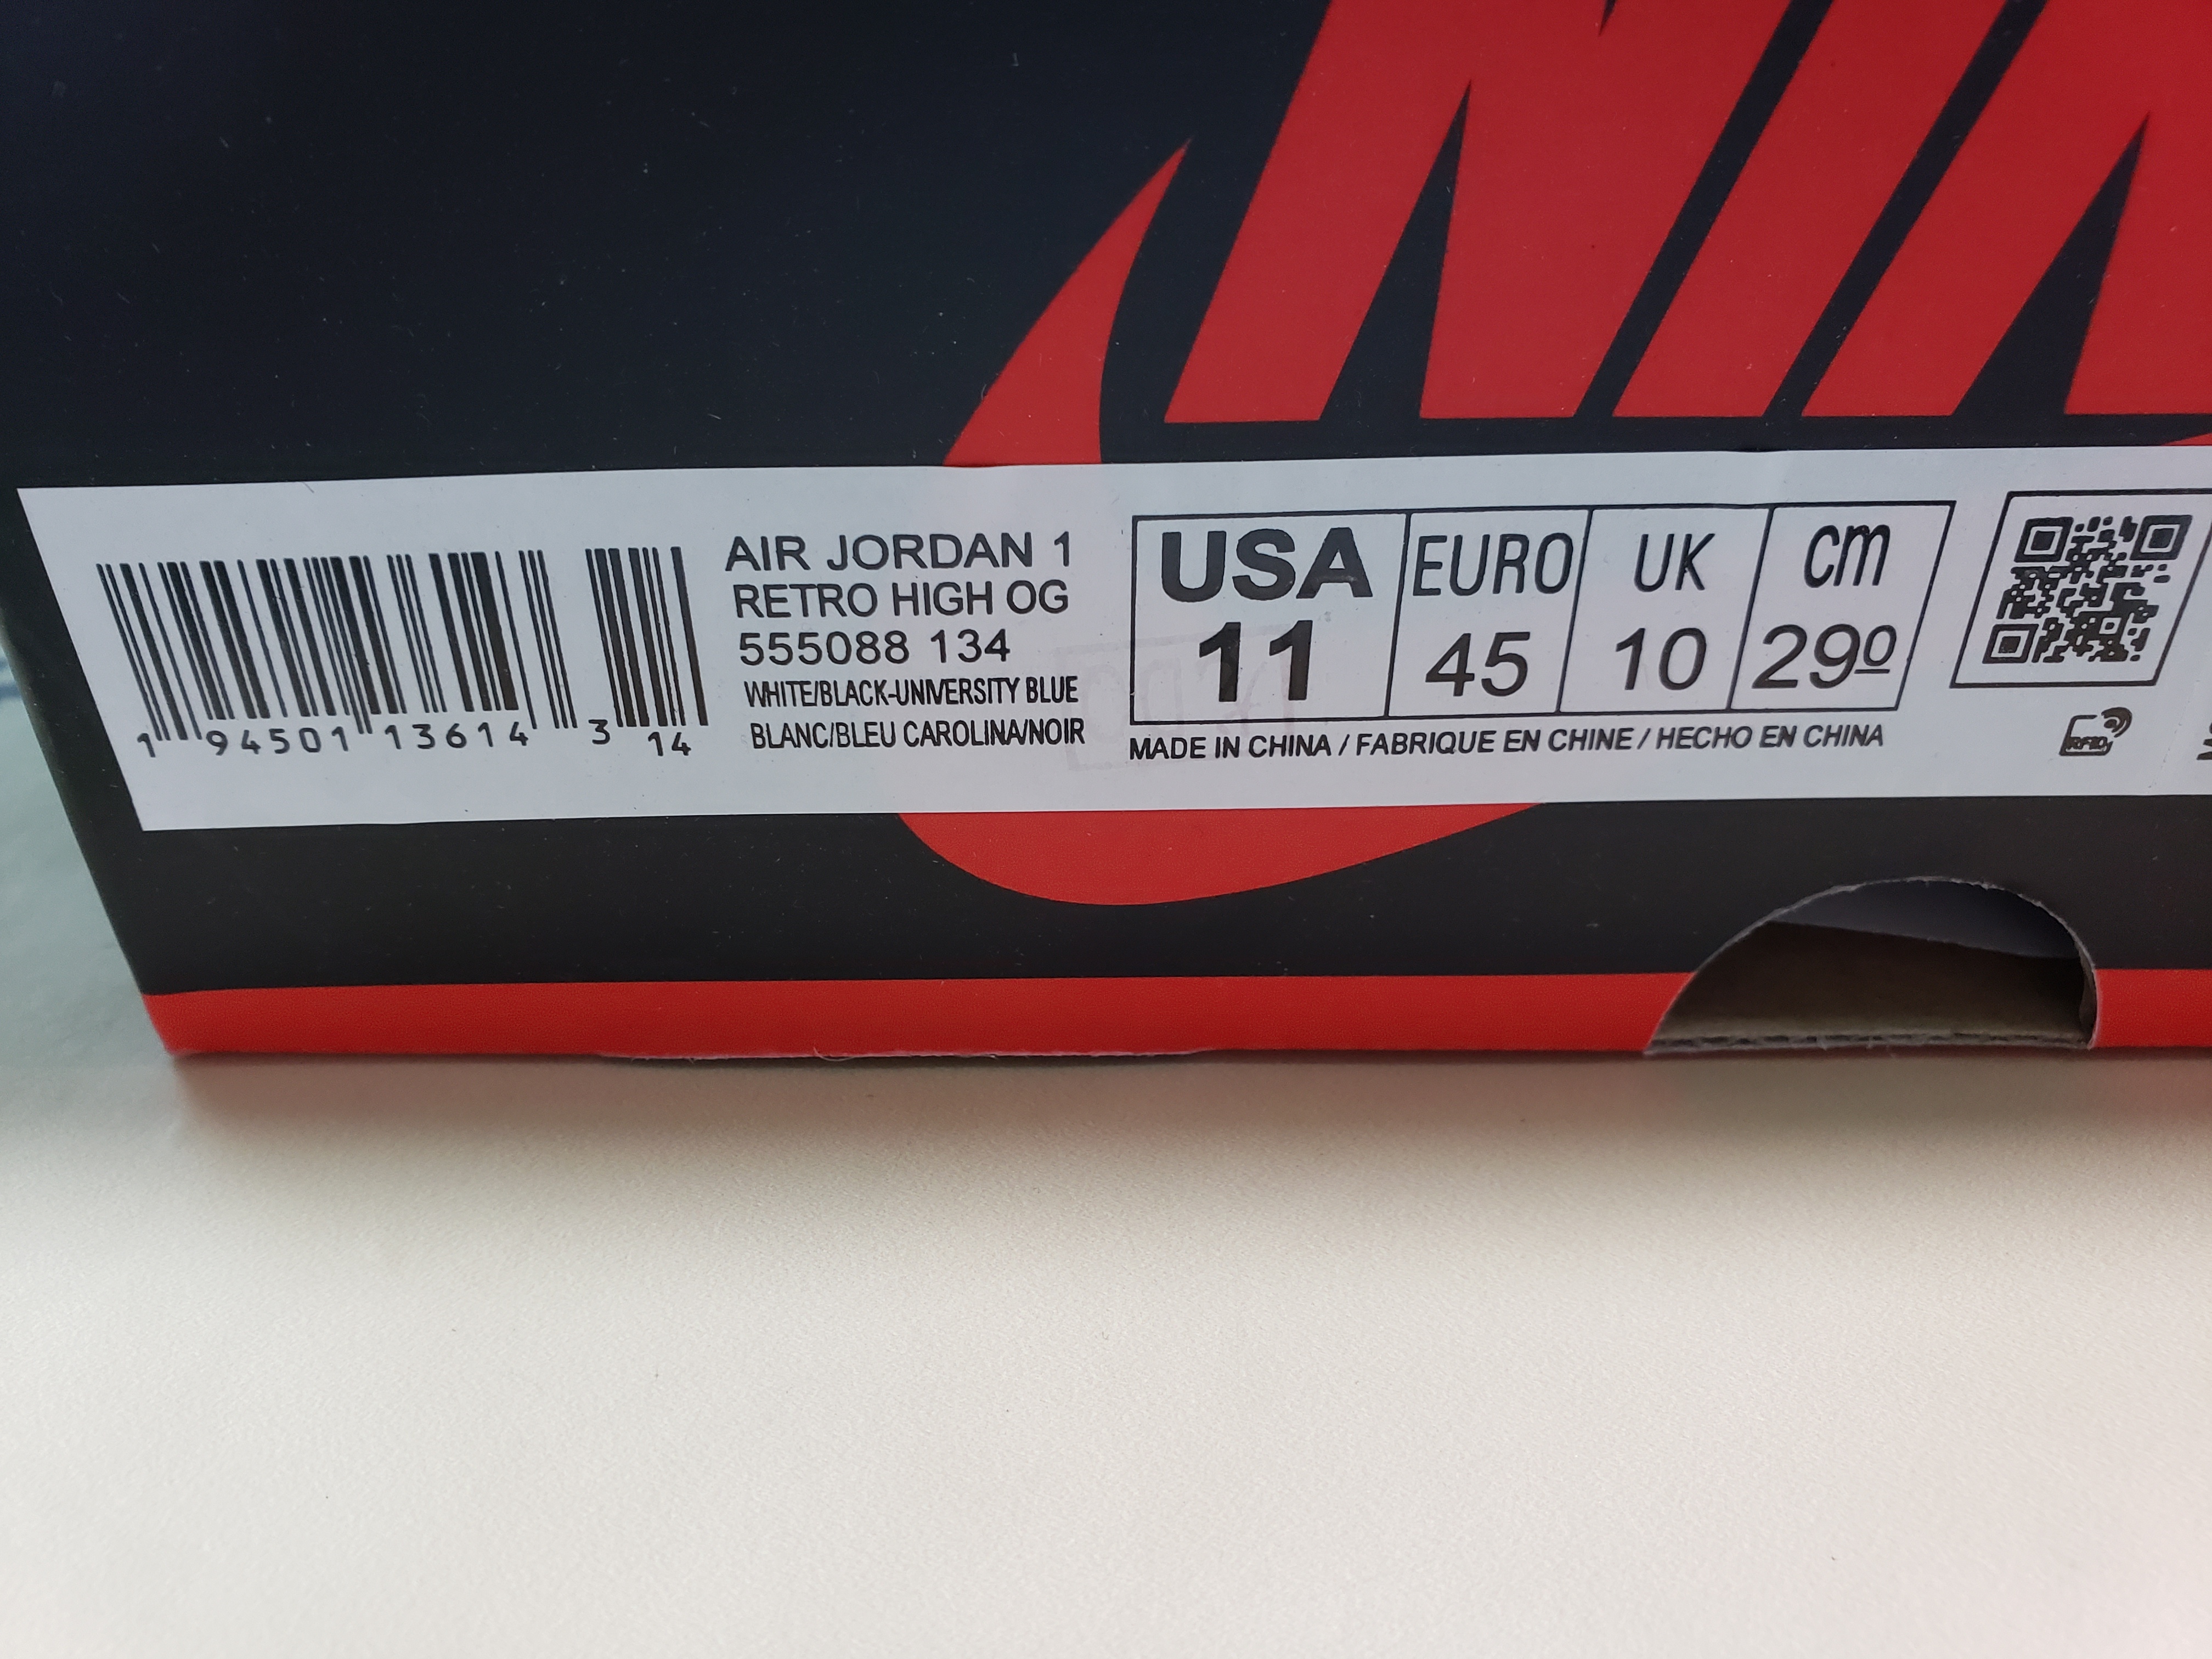 AIR JORDAN 1
RETRO HIGH OG
555088 134
WHITE/BLACK-UNIVERSITY BLUE
BLANC/BLEU CAROLINA/NOIR
1 94501 13614 3 14
USA EURO UK cm
11 45 10 290
MADE IN CHINA / FABRIQUE EN CHINE / HECHO EN CHINA
RFID